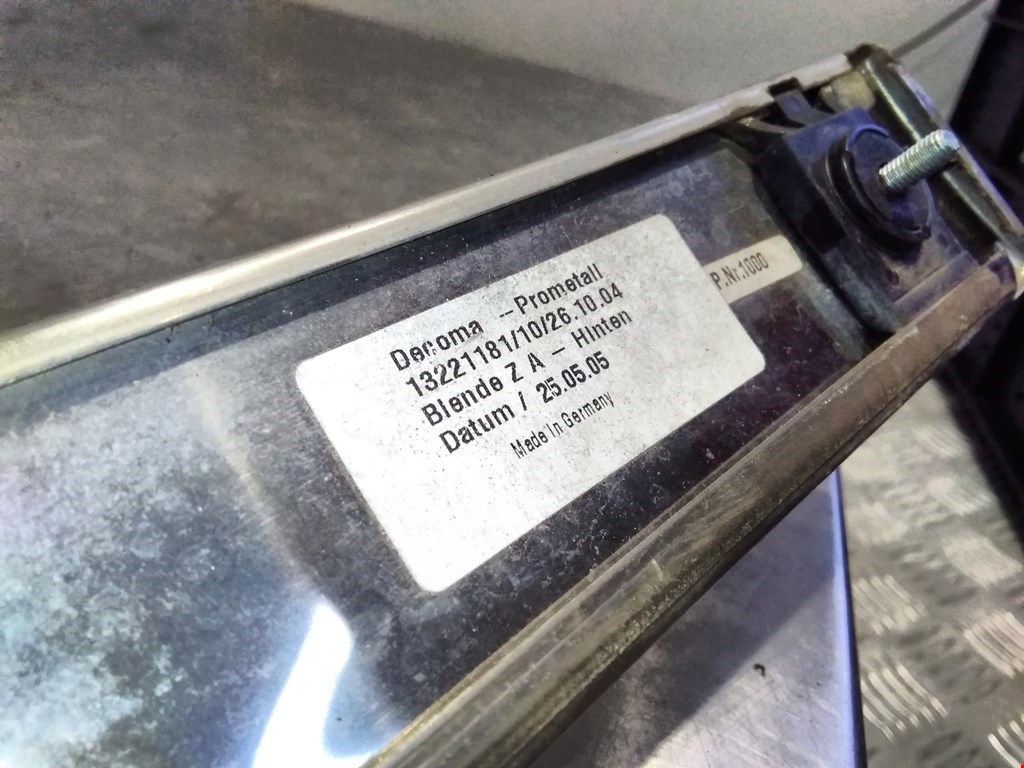 Decoma -Prometall
13221181/10/26.10.04
Blende Z A - Hinten
Datum / 25.05.05
Made In Germany
P.Nr.1000